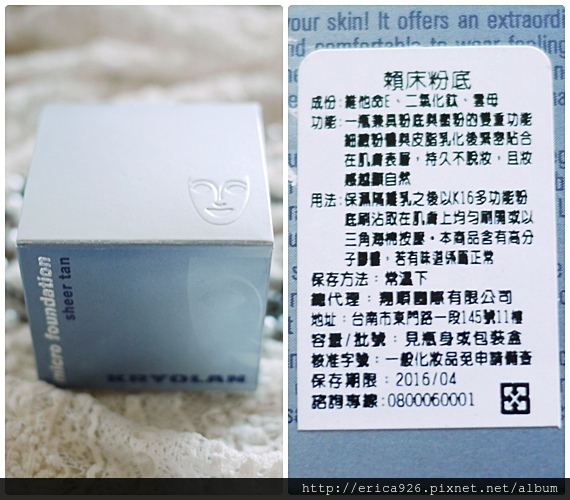 micro foundation
sheer tan
KRYOLAN
your skin! It offers an extraordi
nd comfortable to wear feeling
賴床粉底
成份:維他命E、二氧化鈦、雲母
功能:一瓶兼具粉底與蜜粉的雙重功能
細緻粉體與皮脂乳化後緊密貼合
在肌膚表層,持久不脫妝,且妝
感越顯自然
用法:保濕隔離乳之後以K16多功能粉
底刷沾取在肌膚上均勻刷開或以
三角海棉按壓。本商品含有高分
子膠體,若有味道係屬正常
保存方法:常溫下
總代理:翔順國際有限公司
地址:台南市東門路一段145號11樓
容量/批號:見瓶身或包裝盒
核准字號:一般化妝品免申請備查
保存期限:2016/04
諮詢專線:0800060001
http://erica926.pixnet.net/album